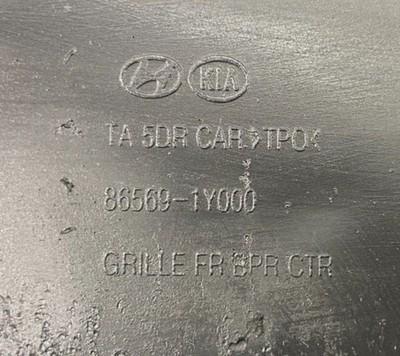 KIA
TA 5DR CAR >TPO<
86569-1Y000
GRILLE FR BPR CTR